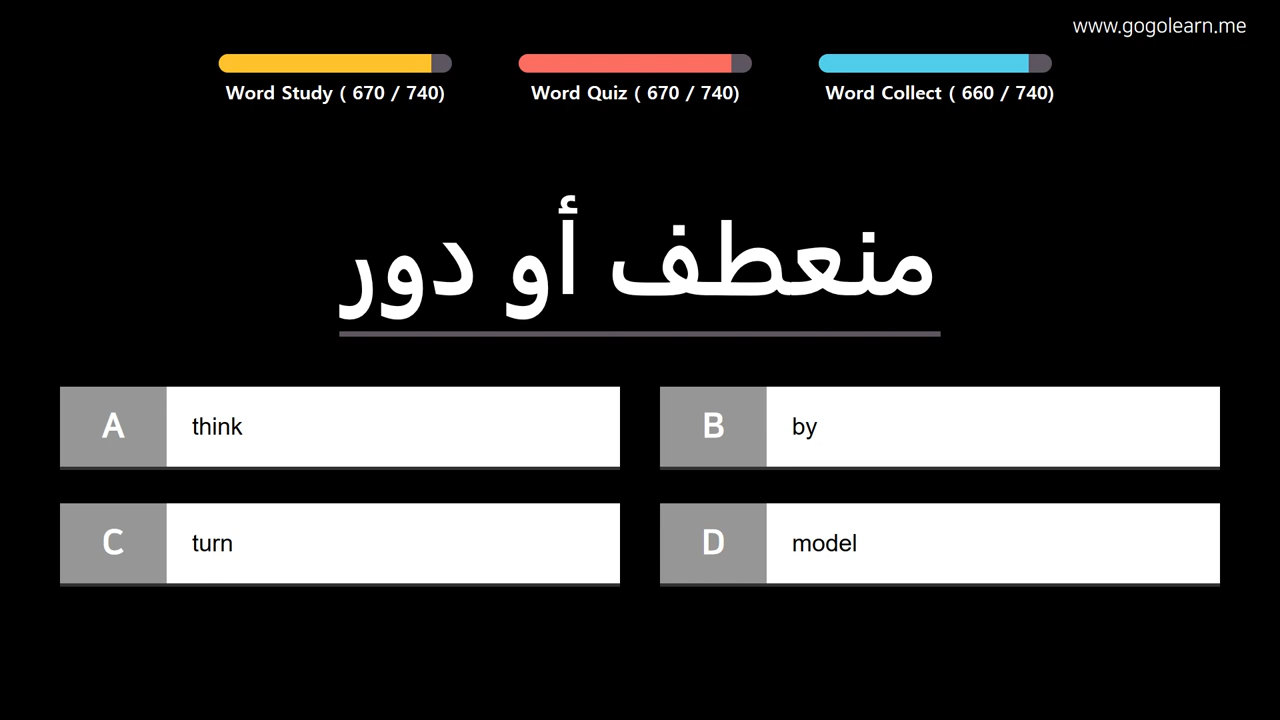 www.gogolearn.me
Word Study ( 670 / 740)
Word Quiz ( 670 / 740)
Word Collect ( 660 / 740)
منعطف أو دور
A think
B by
C turn
D model